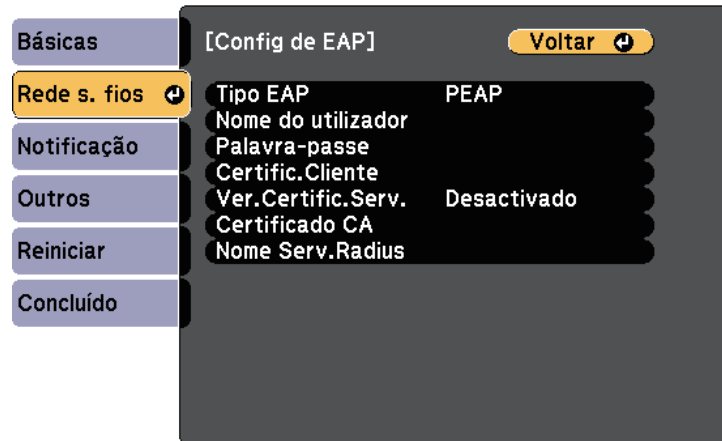 Básicas
Rede s. fios
Notificação
Outros
Reiniciar
Concluído
[Config de EAP] Voltar
Tipo EAP PEAP
Nome do utilizador
Palavra-passe
Certific.Cliente
Ver.Certific.Serv. Desactivado
Certificado CA
Nome Serv.Radius